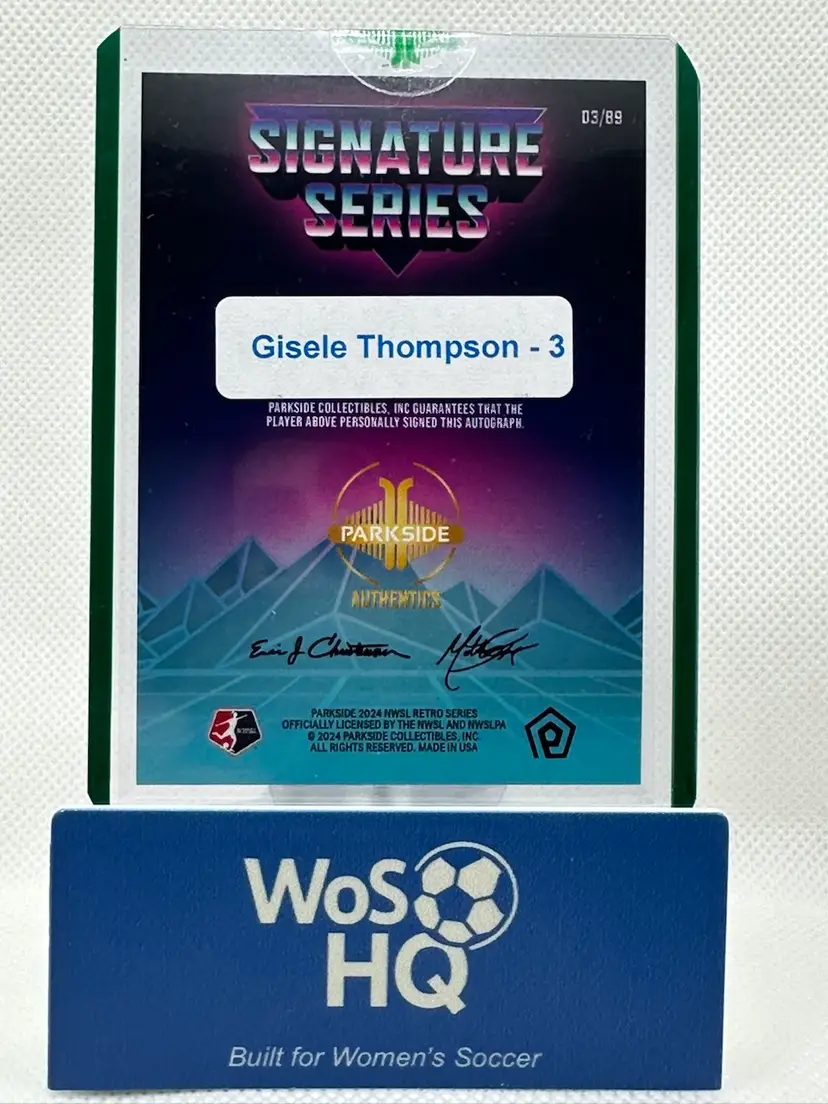 03/89
SIGNATURE
SERIES
Gisele Thompson - 3
PARKSIDE COLLECTIBLES, INC GUARANTEES THAT THE
PLAYER ABOVE PERSONALLY SIGNED THIS AUTOGRAPH.
PARKSIDE
AUTHENTICS
PARKSIDE 2024 NWSL RETRO SERIES
OFFICIALLY LICENSED BY THE NWSL AND NWSLPA
© 2024 PARKSIDE COLLECTIBLES, INC.
ALL RIGHTS RESERVED. MADE IN USA
WoSO
HQ
Built for Women's Soccer